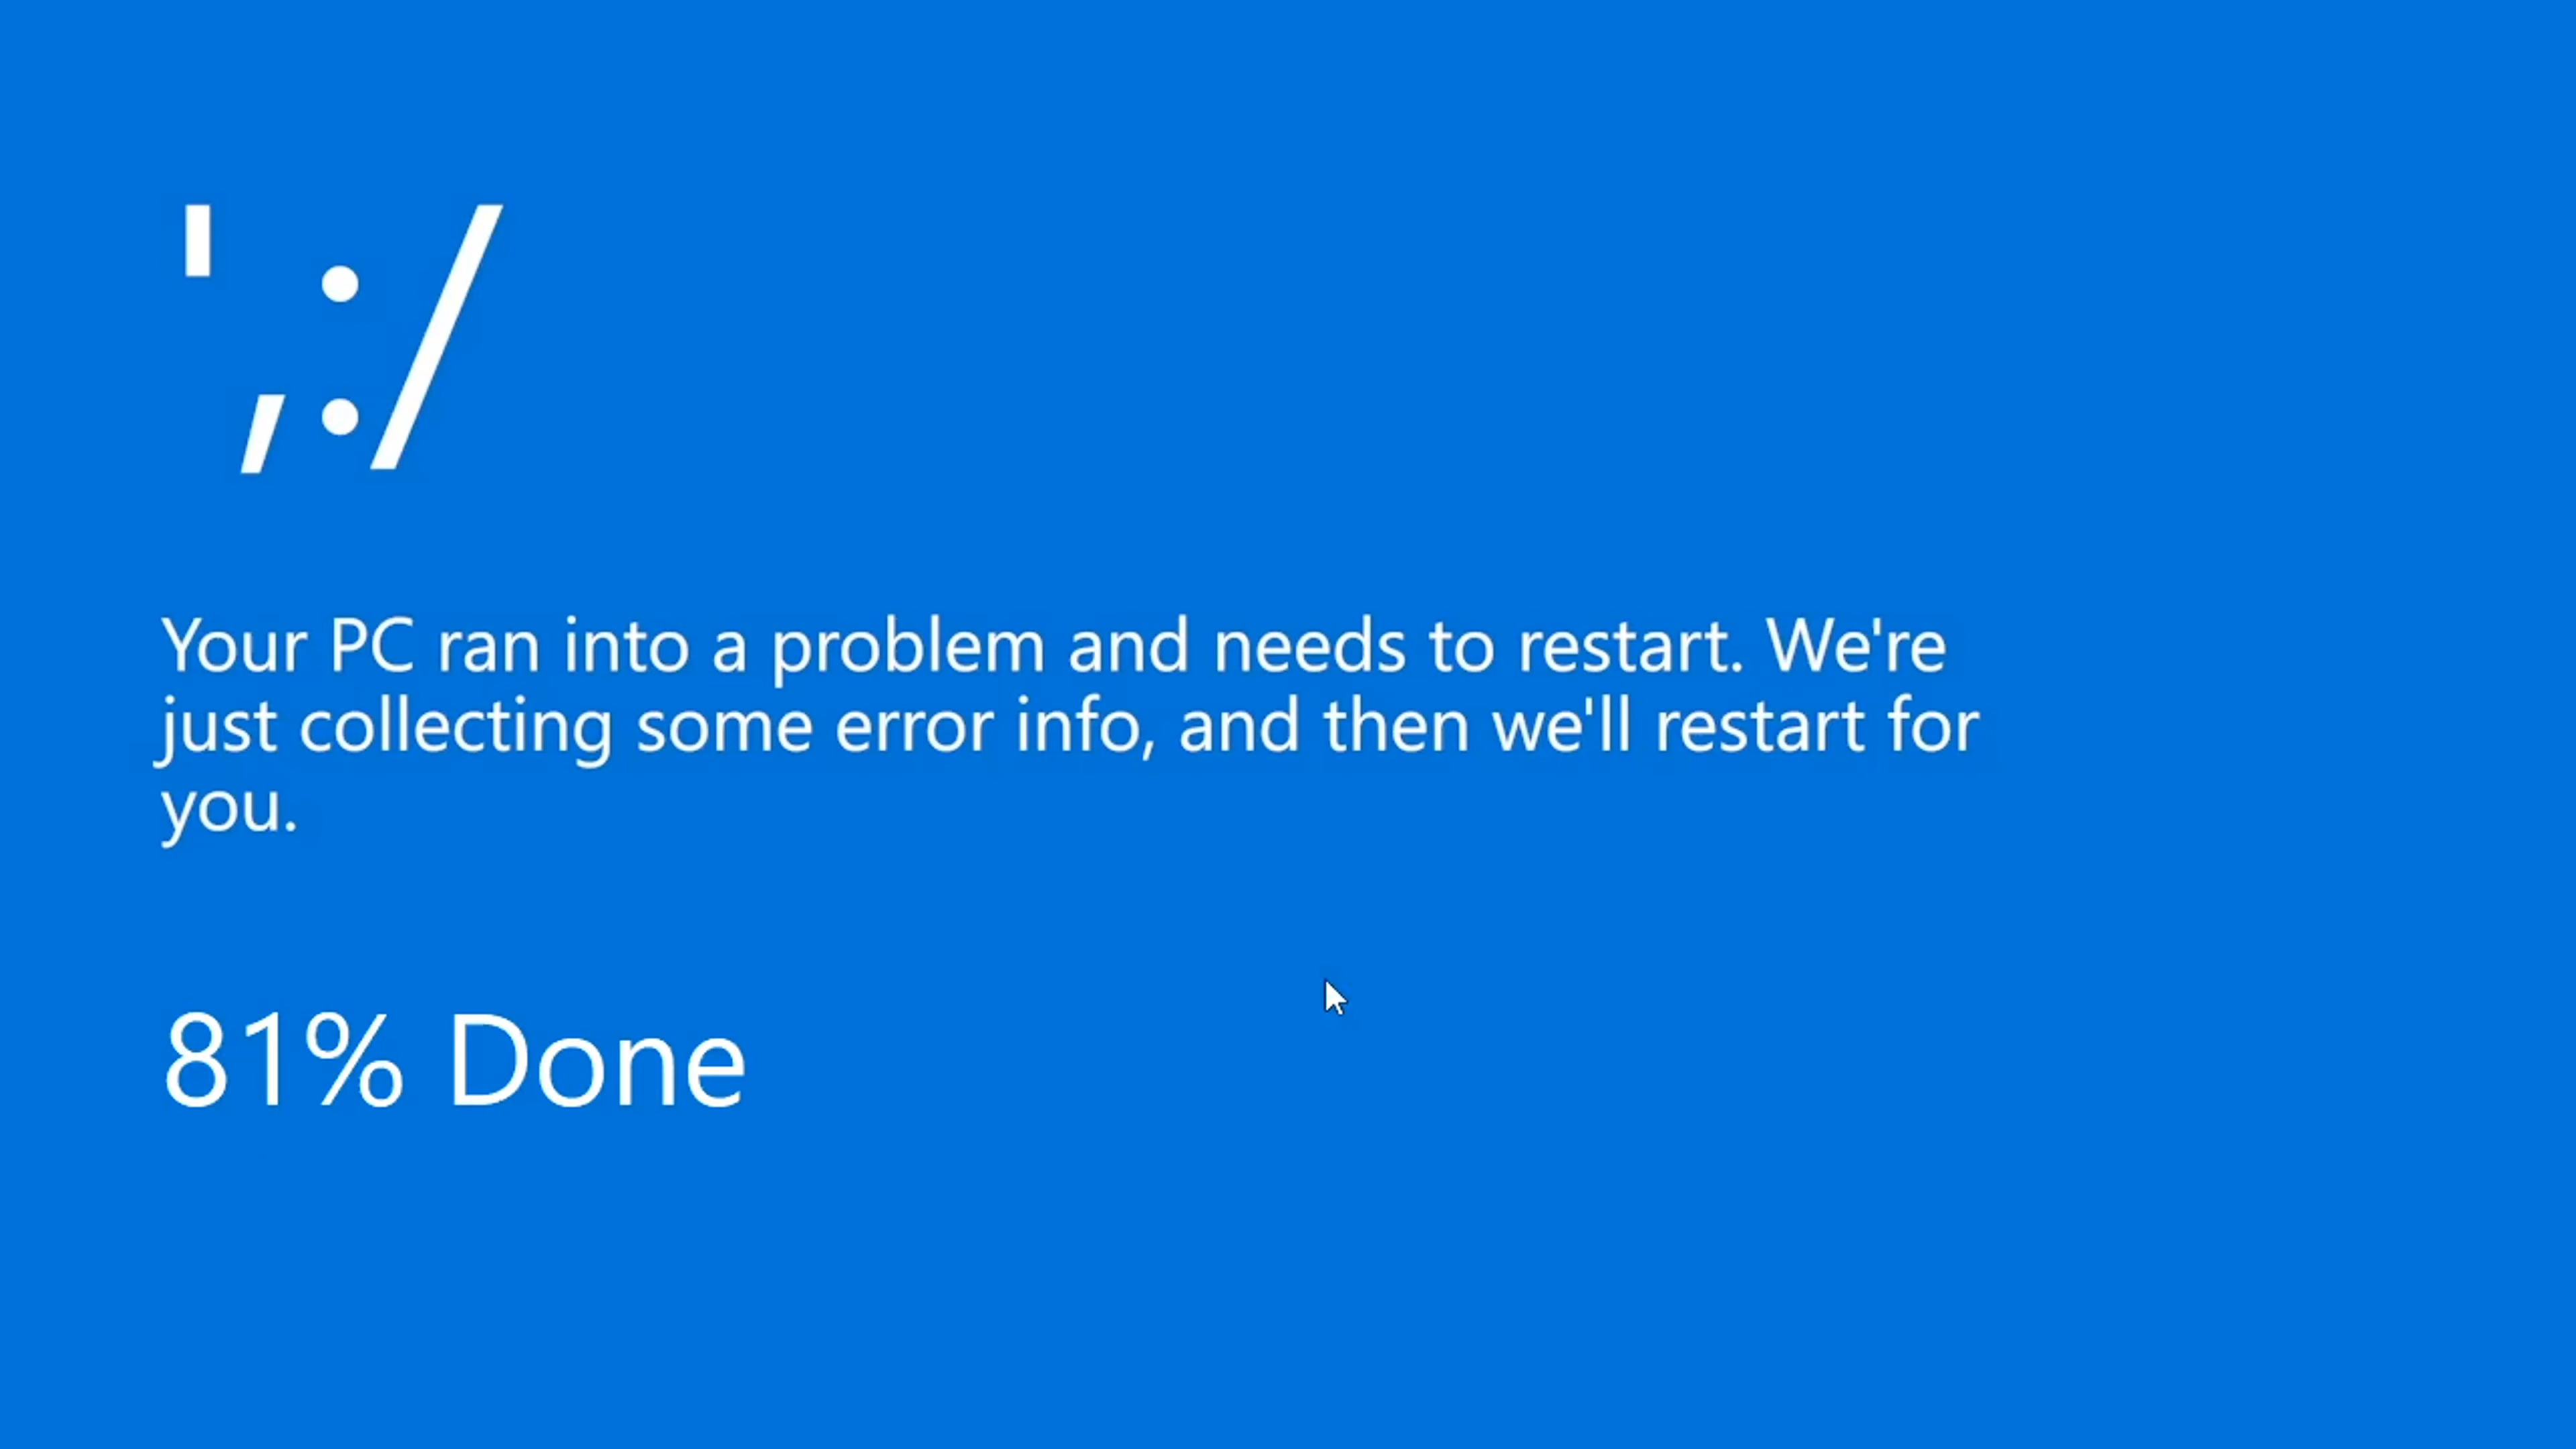 ',:/
Your PC ran into a problem and needs to restart. We're
just collecting some error info, and then we'll restart for
you.
81% Done